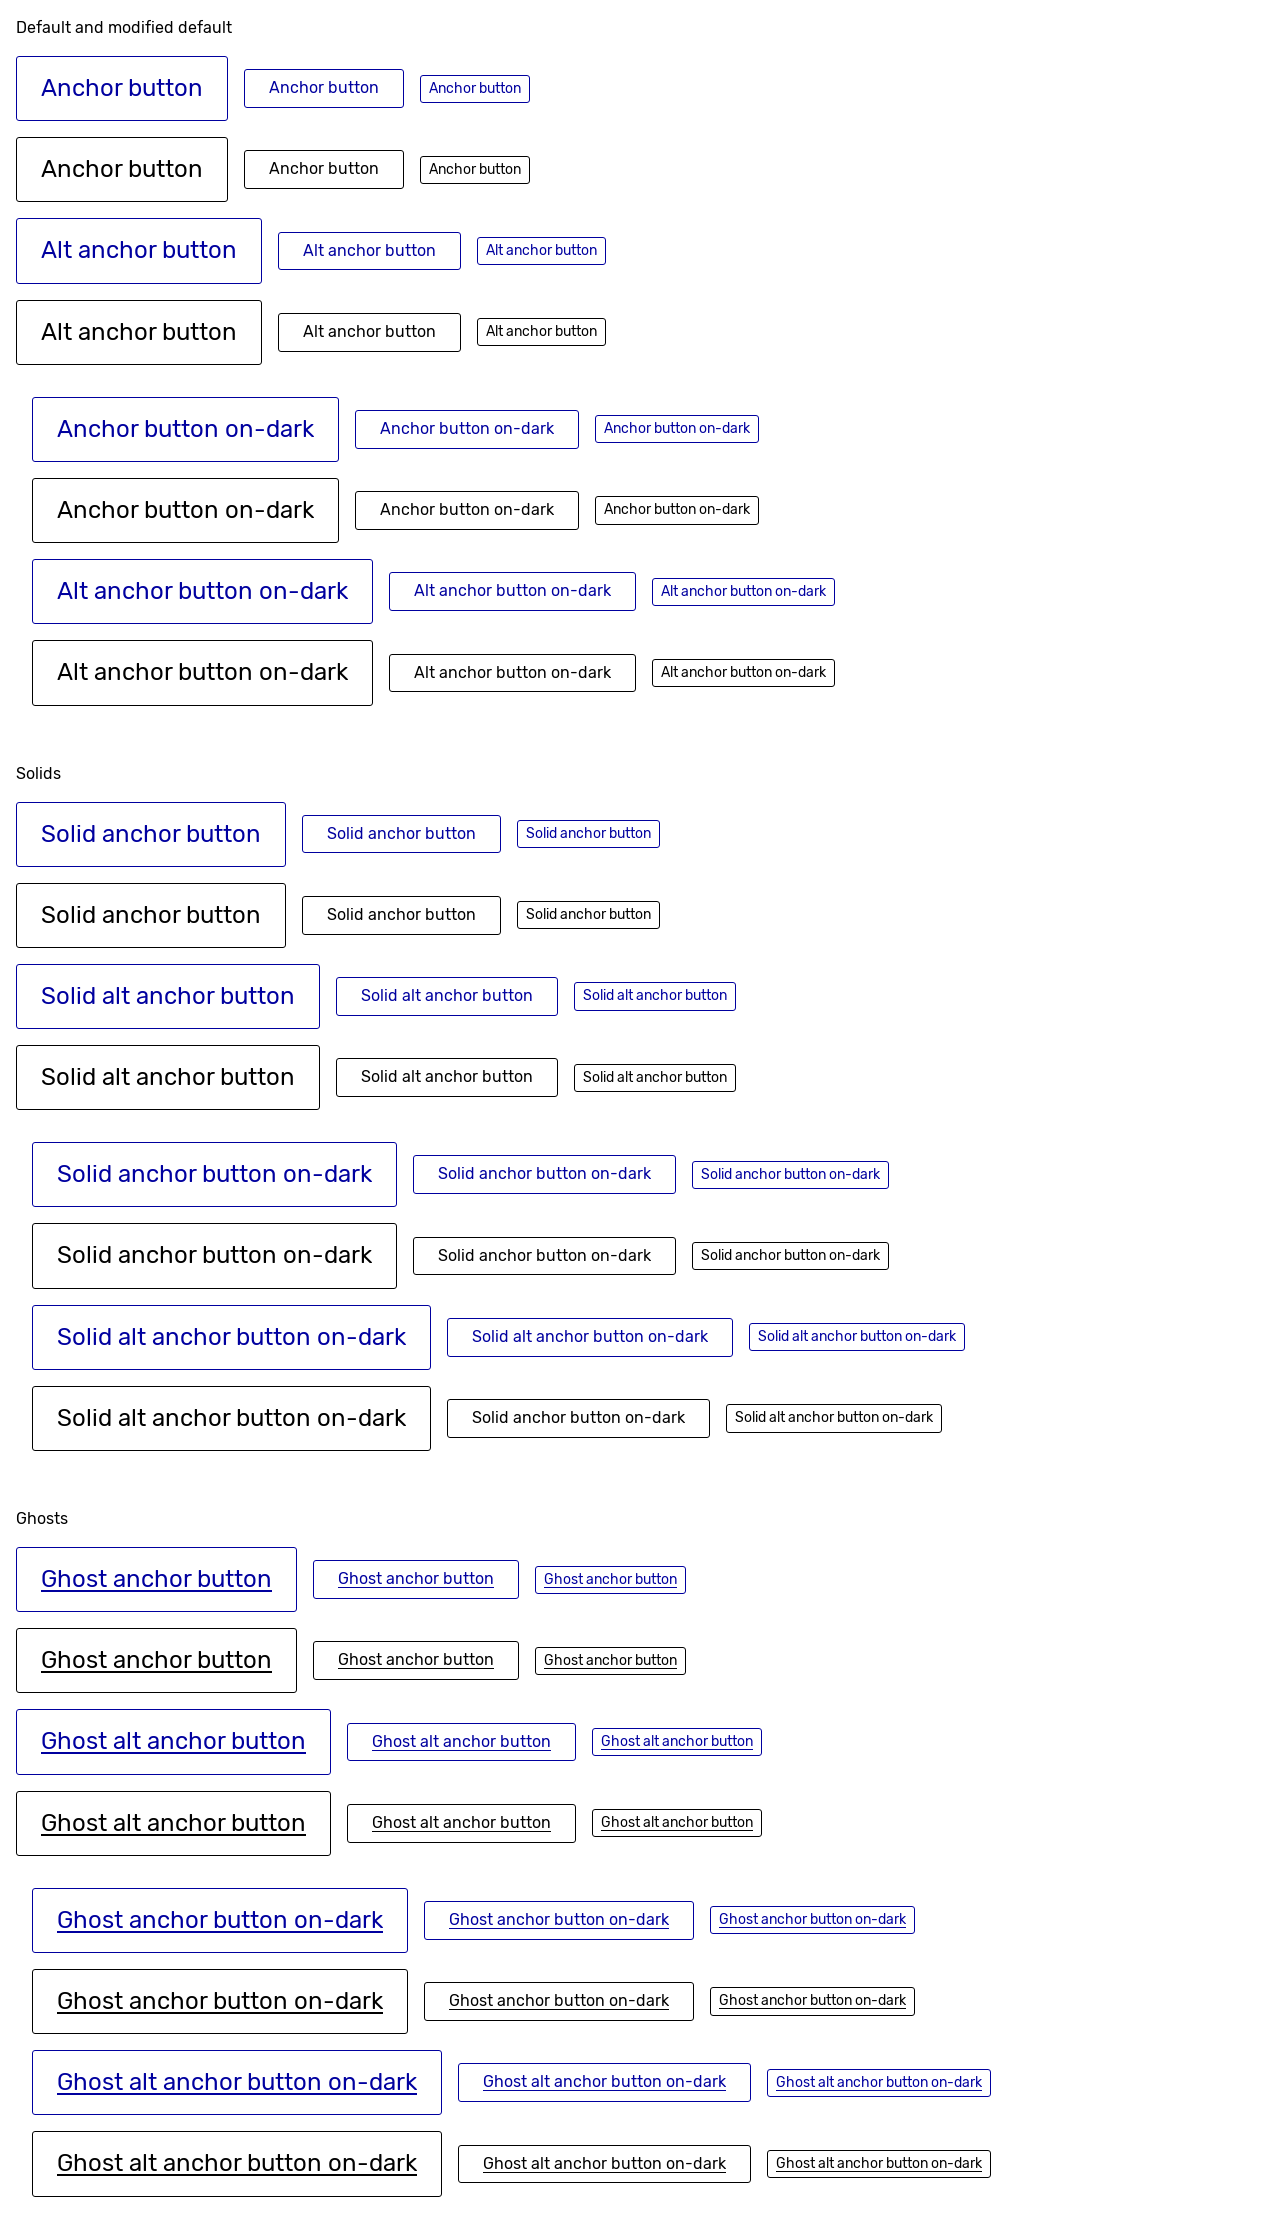 Default and modified default
Anchor button Anchor button Anchor button
Anchor button Anchor button Anchor button
Alt anchor button Alt anchor button Alt anchor button
Alt anchor button Alt anchor button Alt anchor button
Anchor button on-dark Anchor button on-dark Anchor button on-dark
Anchor button on-dark Anchor button on-dark Anchor button on-dark
Alt anchor button on-dark Alt anchor button on-dark Alt anchor button on-dark
Alt anchor button on-dark Alt anchor button on-dark Alt anchor button on-dark
Solids
Solid anchor button Solid anchor button Solid anchor button
Solid anchor button Solid anchor button Solid anchor button
Solid alt anchor button Solid alt anchor button Solid alt anchor button
Solid alt anchor button Solid alt anchor button Solid alt anchor button
Solid anchor button on-dark Solid anchor button on-dark Solid anchor button on-dark
Solid anchor button on-dark Solid anchor button on-dark Solid anchor button on-dark
Solid alt anchor button on-dark Solid alt anchor button on-dark Solid alt anchor button on-dark
Solid alt anchor button on-dark Solid anchor button on-dark Solid alt anchor button on-dark
Ghosts
Ghost anchor button Ghost anchor button Ghost anchor button
Ghost anchor button Ghost anchor button Ghost anchor button
Ghost alt anchor button Ghost alt anchor button Ghost alt anchor button
Ghost alt anchor button Ghost alt anchor button Ghost alt anchor button
Ghost anchor button on-dark Ghost anchor button on-dark Ghost anchor button on-dark
Ghost anchor button on-dark Ghost anchor button on-dark Ghost anchor button on-dark
Ghost alt anchor button on-dark Ghost alt anchor button on-dark Ghost alt anchor button on-dark
Ghost alt anchor button on-dark Ghost alt anchor button on-dark Ghost alt anchor button on-dark